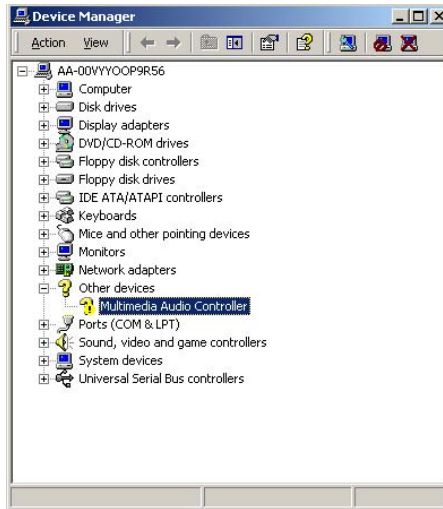 Device Manager
Action View
AA-00VYYOOP9R56
Computer
Disk drives
Display adapters
DVD/CD-ROM drives
Floppy disk controllers
Floppy disk drives
IDE ATA/ATAPI controllers
Keyboards
Mice and other pointing devices
Monitors
Network adapters
Other devices
Multimedia Audio Controller
Ports (COM & LPT)
Sound, video and game controllers
System devices
Universal Serial Bus controllers